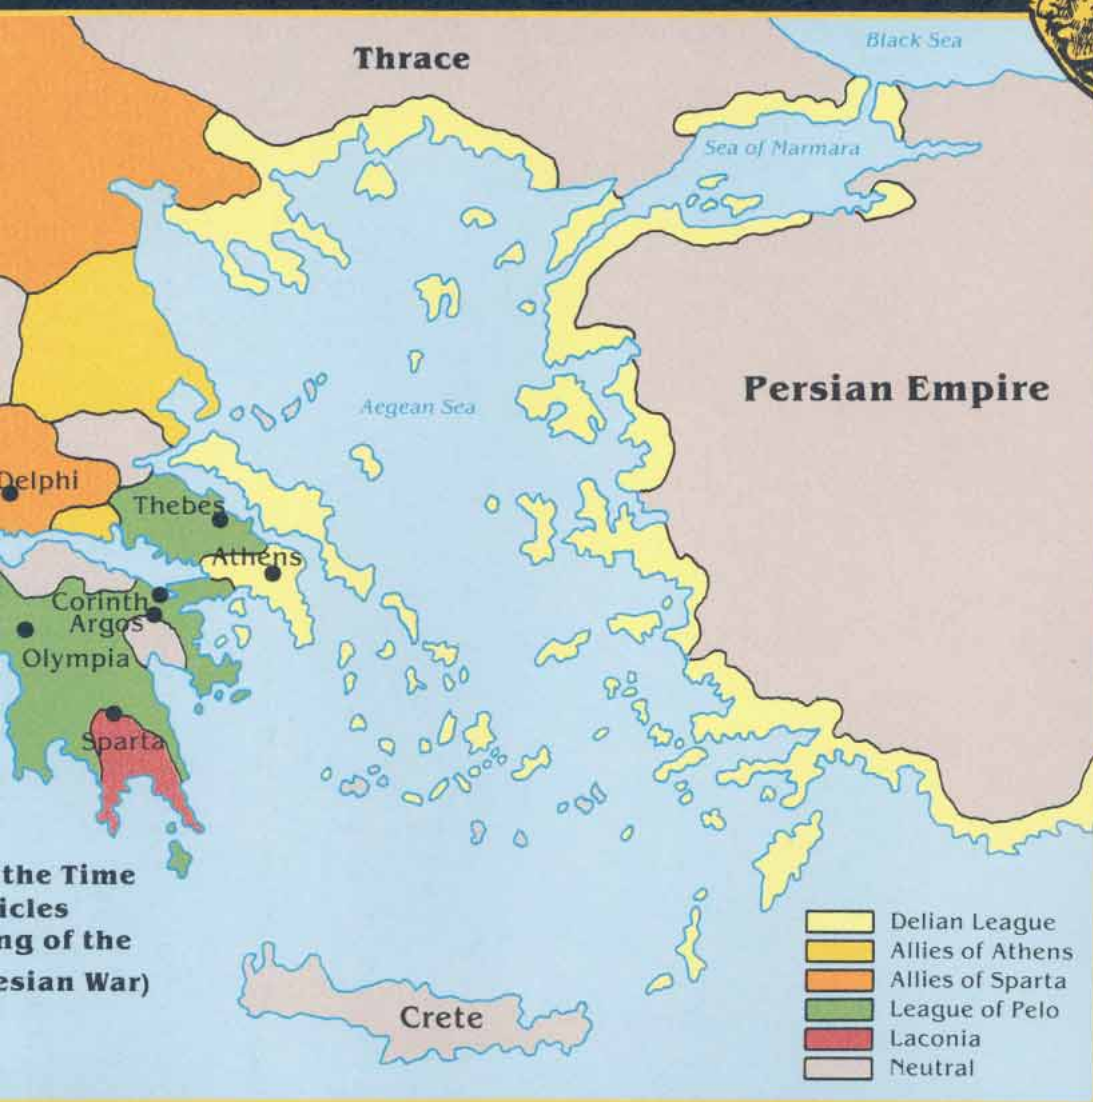 Black Sea
Thrace
Sea of Marmara
Persian Empire
Aegean Sea
Delphi
Thebes
Athens
Corinth
Argos
Olympia
Sparta
the Time
icles
ng of the
esian War)
Crete
Delian League
Allies of Athens
Allies of Sparta
League of Pelo
Laconia
Neutral